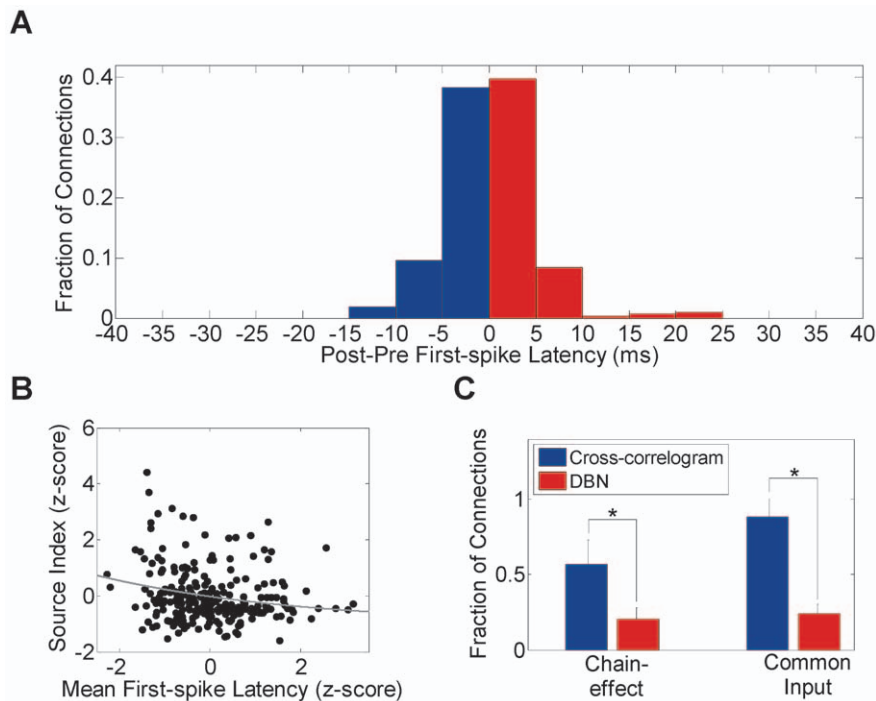 A
Fraction of Connections
0.4
0.3
0.2
0.1
0
-40 -35 -30 -25 -20 -15 -10 -5 0 5 10 15 20 25 30 35 40
Post-Pre First-spike Latency (ms)
B
Source Index (z-score)
6
4
2
0
-2
-2 0 2
Mean First-spike Latency (z-score)
C
Fraction of Connections
1
0.5
0
Cross-correlogram
DBN
*
*
Chain-
effect
Common
Input